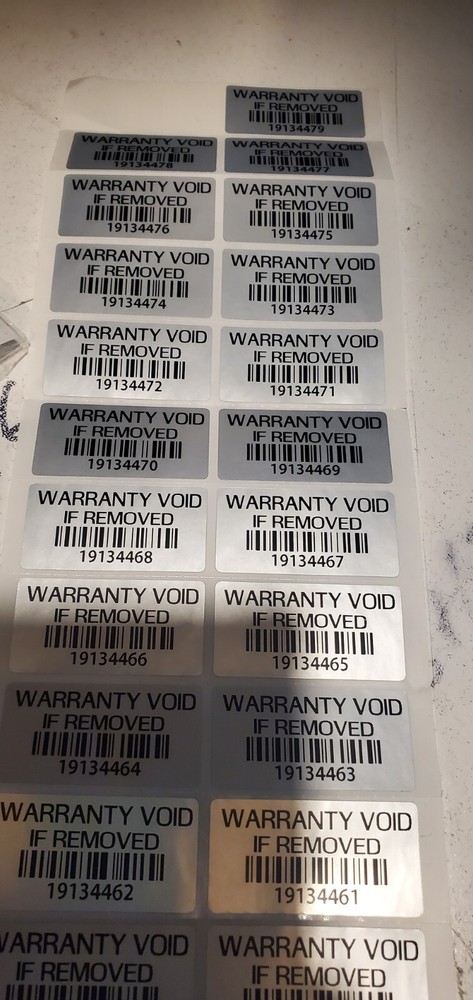 WARRANTY VOID
IF REMOVED
19134479
WARRANTY VOID
IF REMOVED
19134478
WARRANTY VOID
IF REMOVED
19134477
WARRANTY VOID
IF REMOVED
19134476
WARRANTY VOID
IF REMOVED
19134475
WARRANTY VOID
IF REMOVED
19134474
WARRANTY VOID
IF REMOVED
19134473
WARRANTY VOID
IF REMOVED
19134472
WARRANTY VOID
IF REMOVED
19134471
WARRANTY VOID
IF REMOVED
19134470
WARRANTY VOID
IF REMOVED
19134469
WARRANTY VOID
IF REMOVED
19134468
WARRANTY VOID
IF REMOVED
19134467
WARRANTY VOID
IF REMOVED
19134466
WARRANTY VOID
IF REMOVED
19134465
WARRANTY VOID
IF REMOVED
19134464
WARRANTY VOID
IF REMOVED
19134463
WARRANTY VOID
IF REMOVED
19134462
WARRANTY VOID
IF REMOVED
19134461
WARRANTY VOID
IF REMOVED
WARRANTY VOID
IF REMOVED